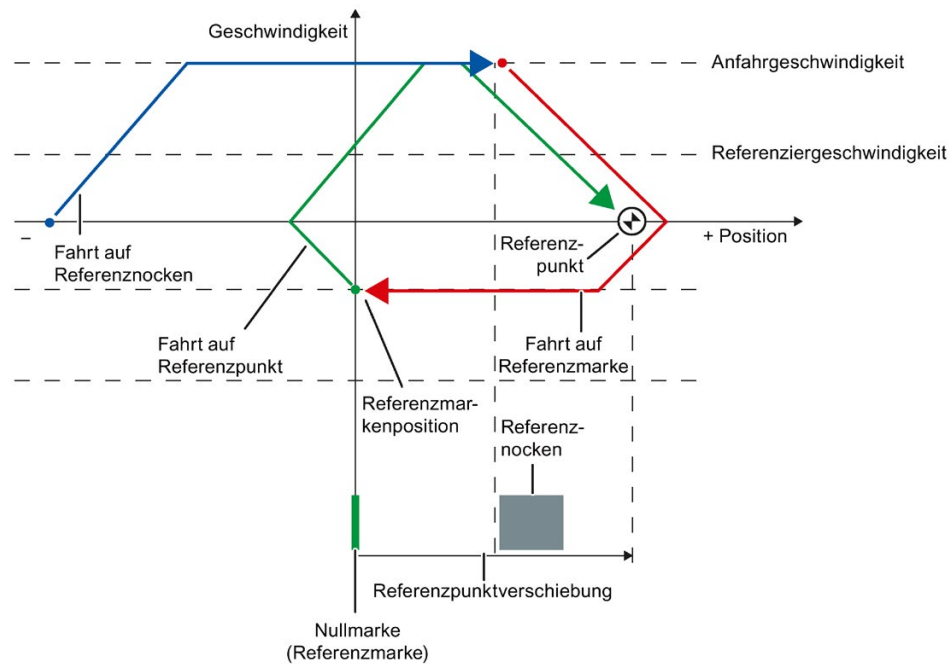 Geschwindigkeit
Anfahrgeschwindigkeit
Referenziergeschwindigkeit
–
Fahrt auf
Referenznocken
Referenz-
punkt
+ Position
Fahrt auf
Referenzpunkt
Fahrt auf
Referenzmarke
Referenzmar-
kenposition
Referenz-
nocken
Referenzpunktverschiebung
Nullmarke
(Referenzmarke)